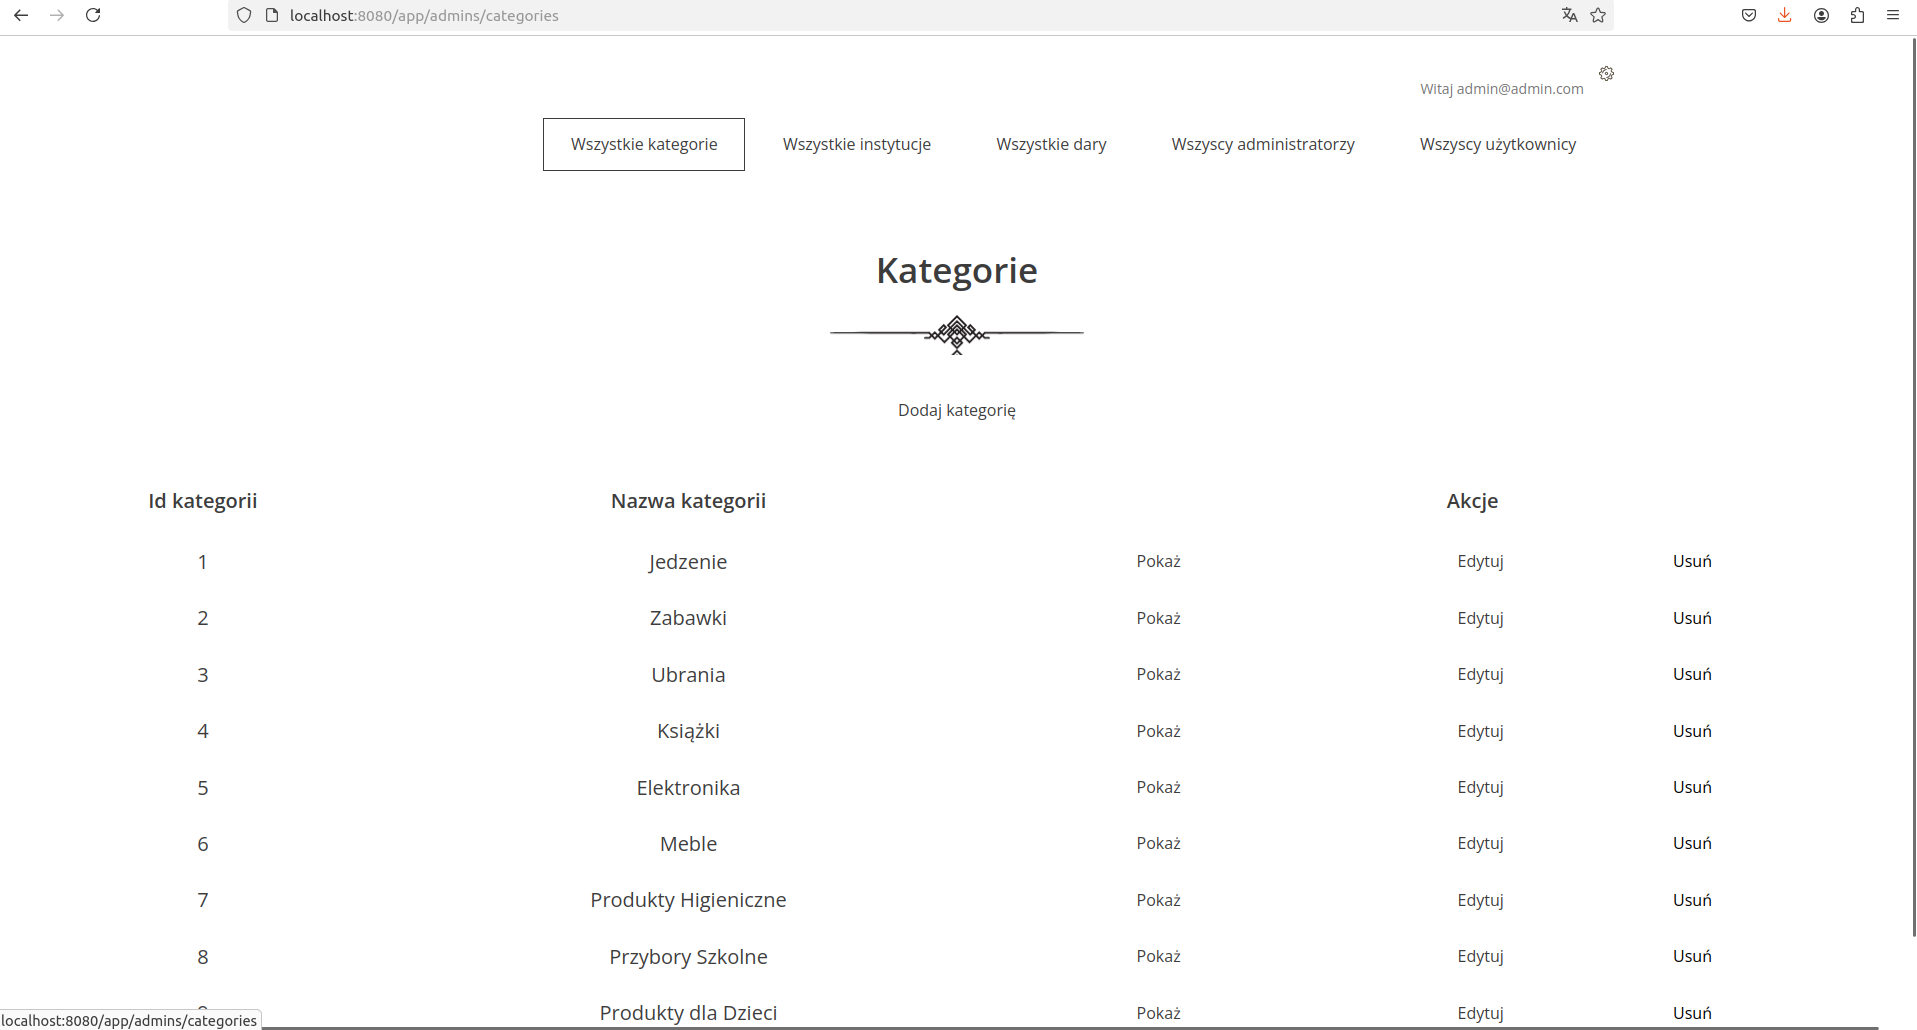 localhost:8080/app/admins/categories
Witaj admin@admin.com
Wszystkie kategorie Wszystkie instytucje Wszystkie dary Wszyscy administratorzy Wszyscy użytkownicy
Kategorie
Dodaj kategorię
Id kategorii Nazwa kategorii Akcje
1 Jedzenie Pokaż Edytuj Usuń
2 Zabawki Pokaż Edytuj Usuń
3 Ubrania Pokaż Edytuj Usuń
4 Książki Pokaż Edytuj Usuń
5 Elektronika Pokaż Edytuj Usuń
6 Meble Pokaż Edytuj Usuń
7 Produkty Higieniczne Pokaż Edytuj Usuń
8 Przybory Szkolne Pokaż Edytuj Usuń
Produkty dla Dzieci Pokaż Edytuj Usuń
localhost:8080/app/admins/categories